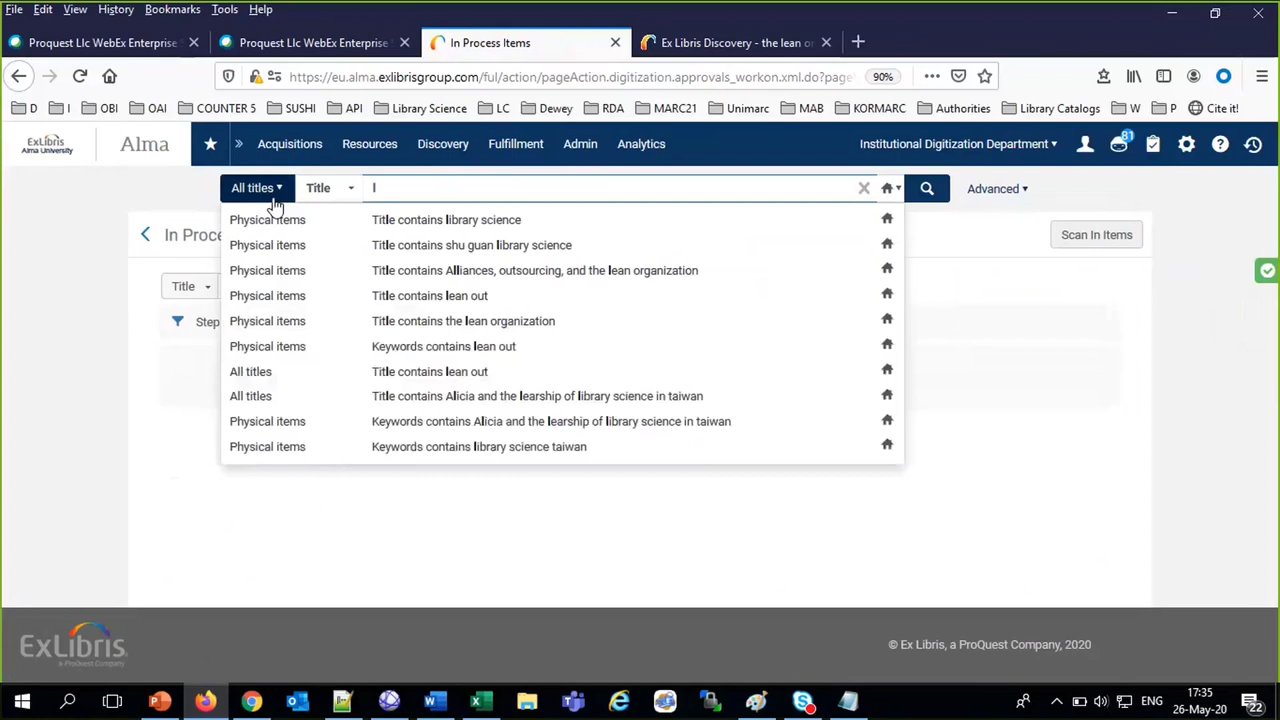 File Edit View History Bookmarks Tools Help
Proquest Llc WebEx Enterprise Proquest Llc WebEx Enterprise In Process Items Ex Libris Discovery - the lean or
https://eu.alma.exlibrisgroup.com/ful/action/pageAction.digitization.approvals_workon.xml.do?page 90%
D I OBI OAI COUNTER 5 SUSHI API Library Science LC Dewey RDA MARC21 Unimarc MAB KORMARC Authorities Library Catalogs W P Cite it!
ExLibris
Alma University
Alma Acquisitions Resources Discovery Fulfillment Admin Analytics Institutional Digitization Department 81
All titles Title l Advanced
Physical items Title contains library science
In Proce Scan In Items
Physical items Title contains shu guan library science
Physical items Title contains Alliances, outsourcing, and the lean organization
Title
Physical items Title contains lean out
Step Physical items Title contains the lean organization
Physical items Keywords contains lean out
All titles Title contains lean out
All titles Title contains Alicia and the learship of library science in taiwan
Physical items Keywords contains Alicia and the learship of library science in taiwan
Physical items Keywords contains library science taiwan
ExLibris
a ProQuest Company
© Ex Libris, a ProQuest Company, 2020
ENG 17:35
26-May-20 22